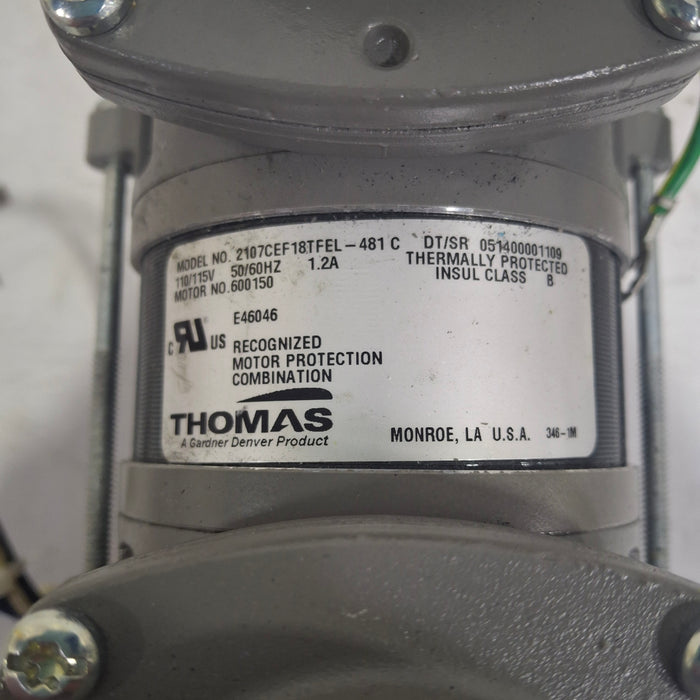 MODEL NO. 2107CEF18TFEL-481 C DT/SR 051400001109
110/115V 50/60HZ 1.2A THERMALLY PROTECTED
MOTOR NO. 600150 INSUL CLASS B
E46046
C RU US RECOGNIZED
MOTOR PROTECTION
COMBINATION
THOMAS
A Gardner Denver Product
MONROE, LA U.S.A. 346-1M